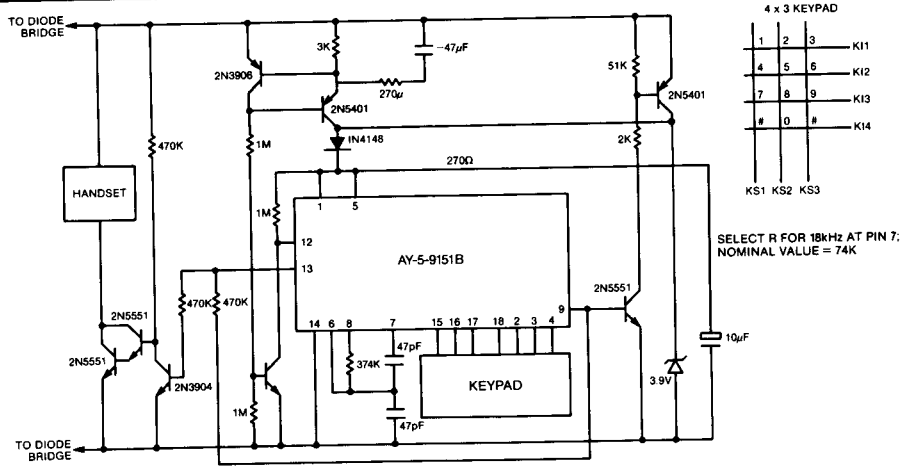 TO DIODE
BRIDGE
4 x 3 KEYPAD
1 2 3 KI1
4 5 6 KI2
7 8 9 KI3
# 0 # KI4
KS1 KS2 KS3
3K
–47µF
2N3906
270µ
2N5401
51K
2N5401
470K
1M
IN4148
2K
270Ω
HANDSET
1M
1 5
12
AY-5-9151B
13
SELECT R FOR 18kHz AT PIN 7;
NOMINAL VALUE = 74K
470K
470K
2N5551
9
14 6 8 7 15 16 17 18 2 3 4
2N5551
2N5551
2N3904
374K
47pF
KEYPAD
10µF
3.9V
1M
47pF
TO DIODE
BRIDGE